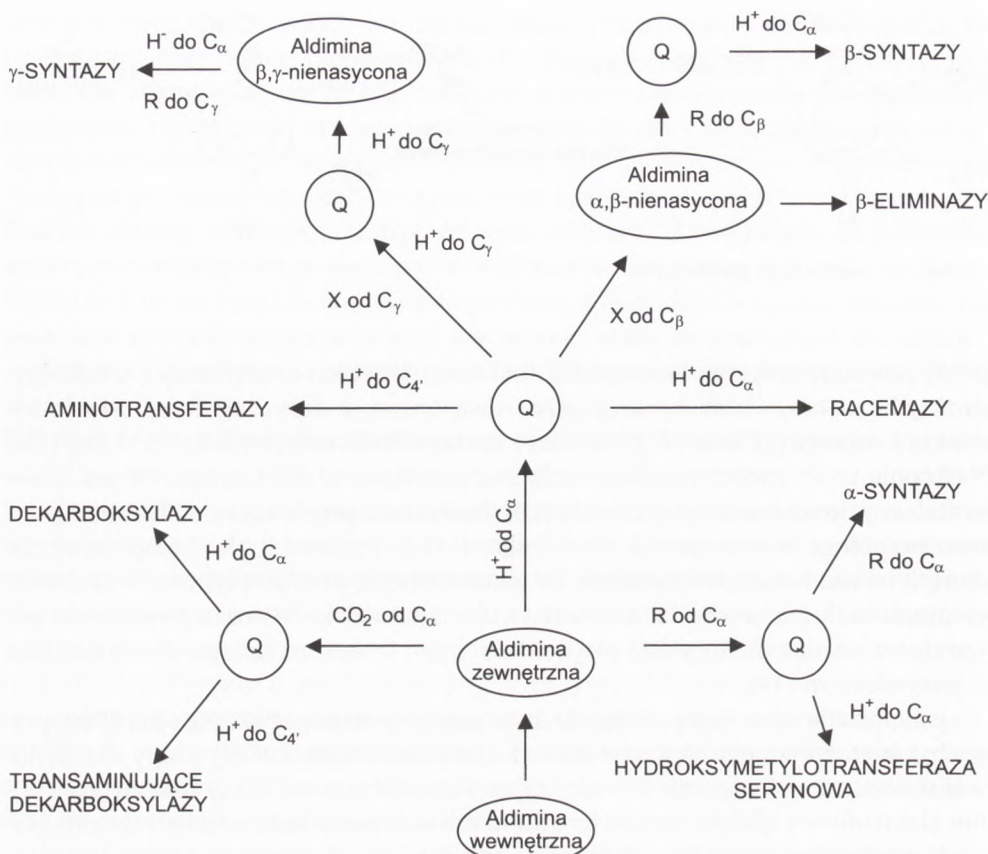 H⁻ do Cα
γ-SYNTAZY
R do Cγ
Aldimina
β,γ-nienasycona
Q
H⁺ do Cα
β-SYNTAZY
H⁺ do Cγ
R do Cβ
Q
Aldimina
α,β-nienasycona
β-ELIMINAZY
H⁺do Cγ
X od Cγ
X od Cβ
H⁺ do C4'
H⁺ do Cα
AMINOTRANSFERAZY
Q
RACEMAZY
DEKARBOKSYLAZY
H⁺ do Cα
H⁺od Cα
α-SYNTAZY
R do Cα
CO₂ od Cα
R od Cα
Q
Q
Aldimina
zewnętrzna
H⁺ do C4'
H⁺ do Cα
TRANSAMINUJĄCE
DEKARBOKSYLAZY
HYDROKSYMETYLOTRANSFERAZA
SERYNOWA
Aldimina
wewnętrzna